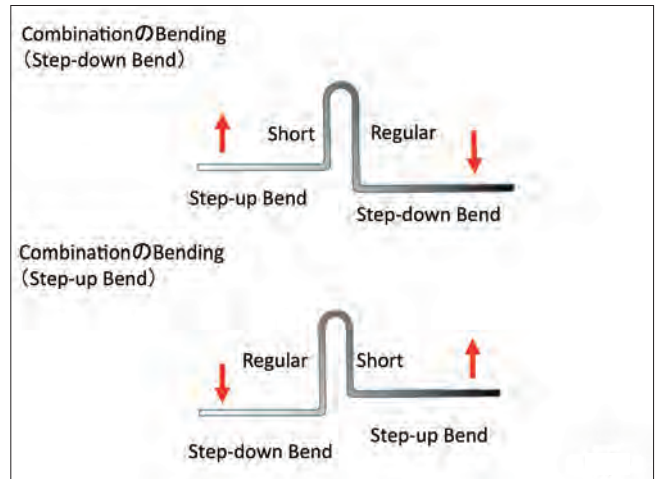 CombinationのBending
（Step-down Bend）
Short
Regular
Step-up Bend
Step-down Bend
CombinationのBending
（Step-up Bend）
Regular
Short
Step-up Bend
Step-down Bend